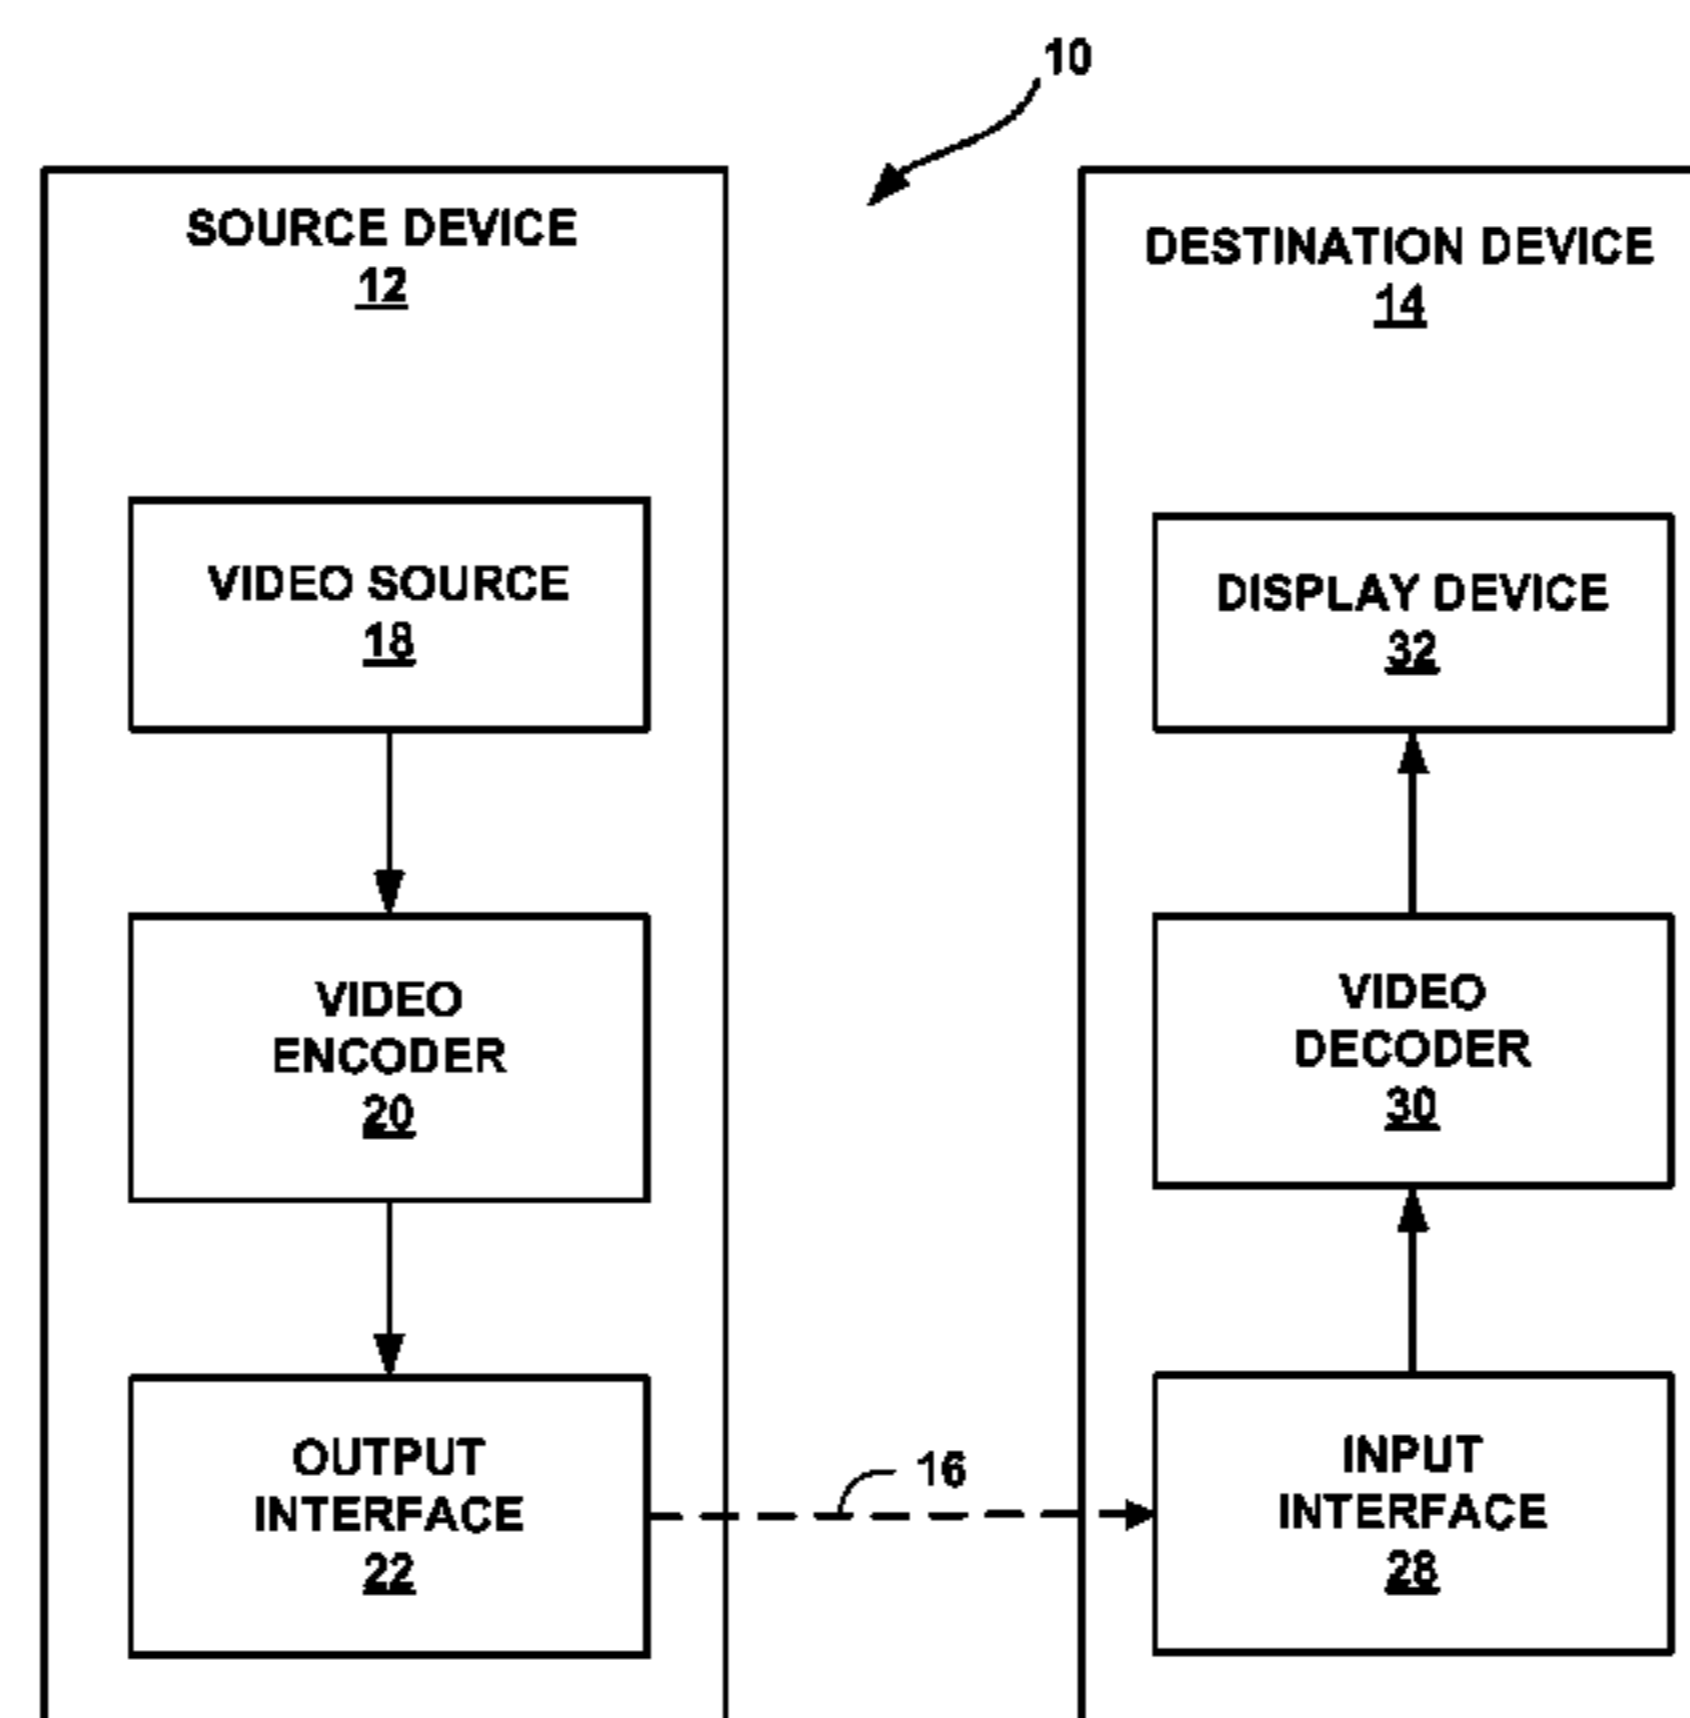 10
SOURCE DEVICE
12
VIDEO SOURCE
18
VIDEO
ENCODER
20
OUTPUT
INTERFACE
22
16
DESTINATION DEVICE
14
DISPLAY DEVICE
32
VIDEO
DECODER
30
INPUT
INTERFACE
28